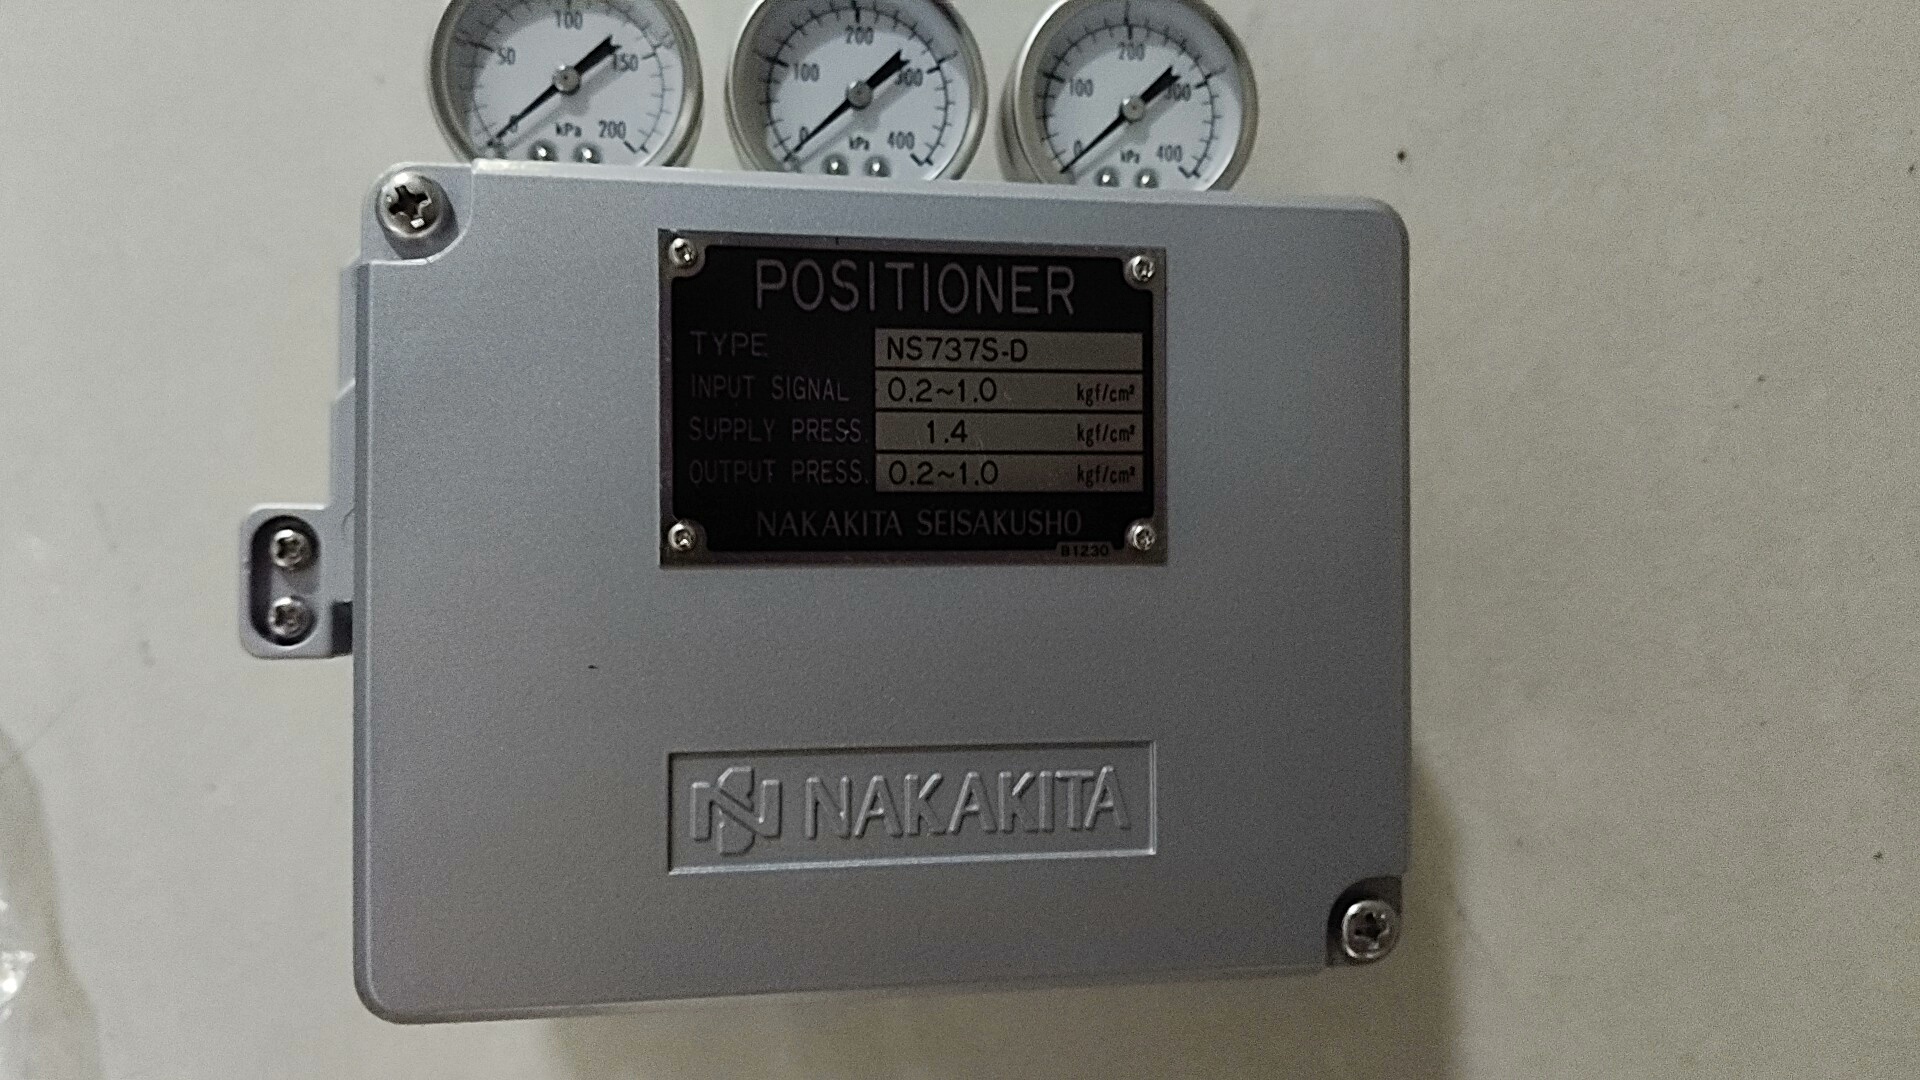 100
50 150
0 kPa 200
200
100 300
0 kPa 400
200
100 300
0 kPa 400
POSITIONER
TYPE NS737S-D
INPUT SIGNAL 0.2~1.0 kgf/cm²
SUPPLY PRESS. 1.4 kgf/cm²
OUTPUT PRESS. 0.2~1.0 kgf/cm²
NAKAKITA SEISAKUSHO
B1230
NAKAKITA